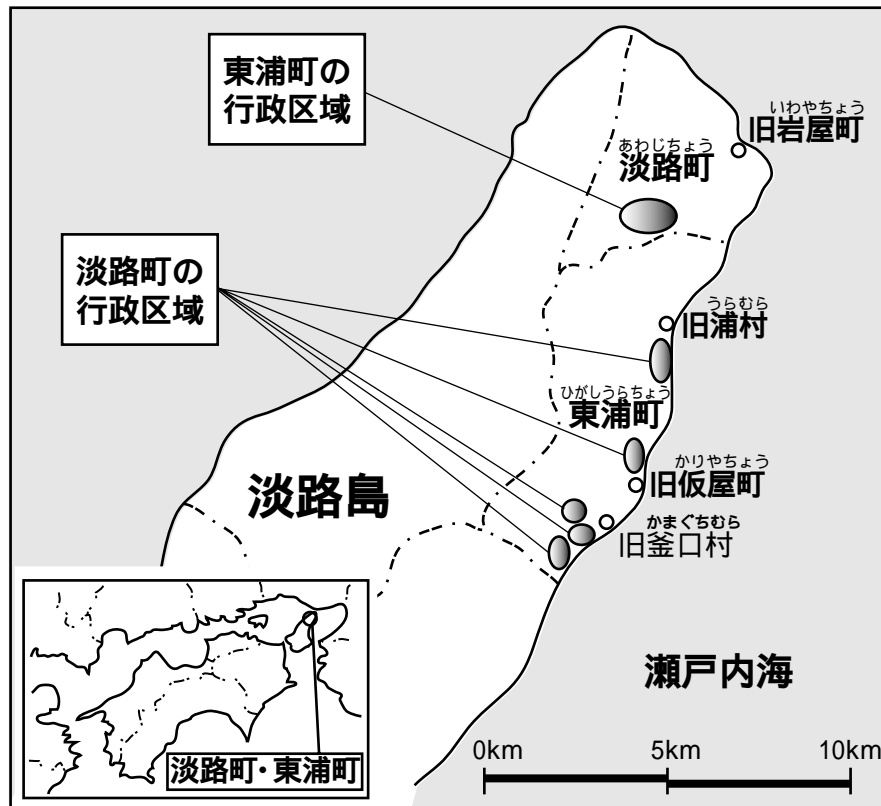 東浦町の
行政区域
いわやちょう
旧岩屋町
あわじちょう
淡路町
淡路町の
行政区域
うらむら
旧浦村
ひがしうらちょう
東浦町
かりやちょう
旧仮屋町
淡路島
かまぐちむら
旧釜口村
瀬戸内海
淡路町・東浦町
0km 5km 10km